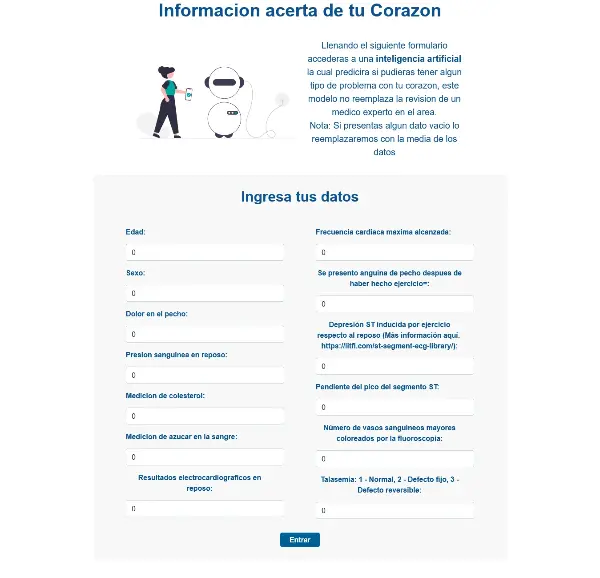 Informacion acerta de tu Corazon
Llenando el siguiente formulario
accederas a una inteligencia artificial
la cual predicira si pudieras tener algun
tipo de problema con tu corazon, este
modelo no reemplaza la revision de un
medico experto en el area.
Nota: Si presentas algun dato vacio lo
reemplazaremos con la media de los
datos
Ingresa tus datos
Edad:
0
Sexo:
0
Dolor en el pecho:
0
Presion sanguinea en reposo:
0
Medicion de colesterol:
0
Medicion de azucar en la sangre:
0
Resultados electrocardiograficos en
reposo:
0
Frecuencia cardiaca maxima alcanzada:
0
Se presento anguina de pecho despues de
haber hecho ejercicio=:
0
Depresión ST inducida por ejercicio
respecto al reposo (Más información aquí.
https://litfl.com/st-segment-ecg-library/):
0
Pendiente del pico del segmento ST:
0
Número de vasos sanguineos mayores
coloreados por la fluoroscopia:
0
Talasemia: 1 - Normal, 2 - Defecto fijo, 3 -
Defecto reversible:
0
Entrar